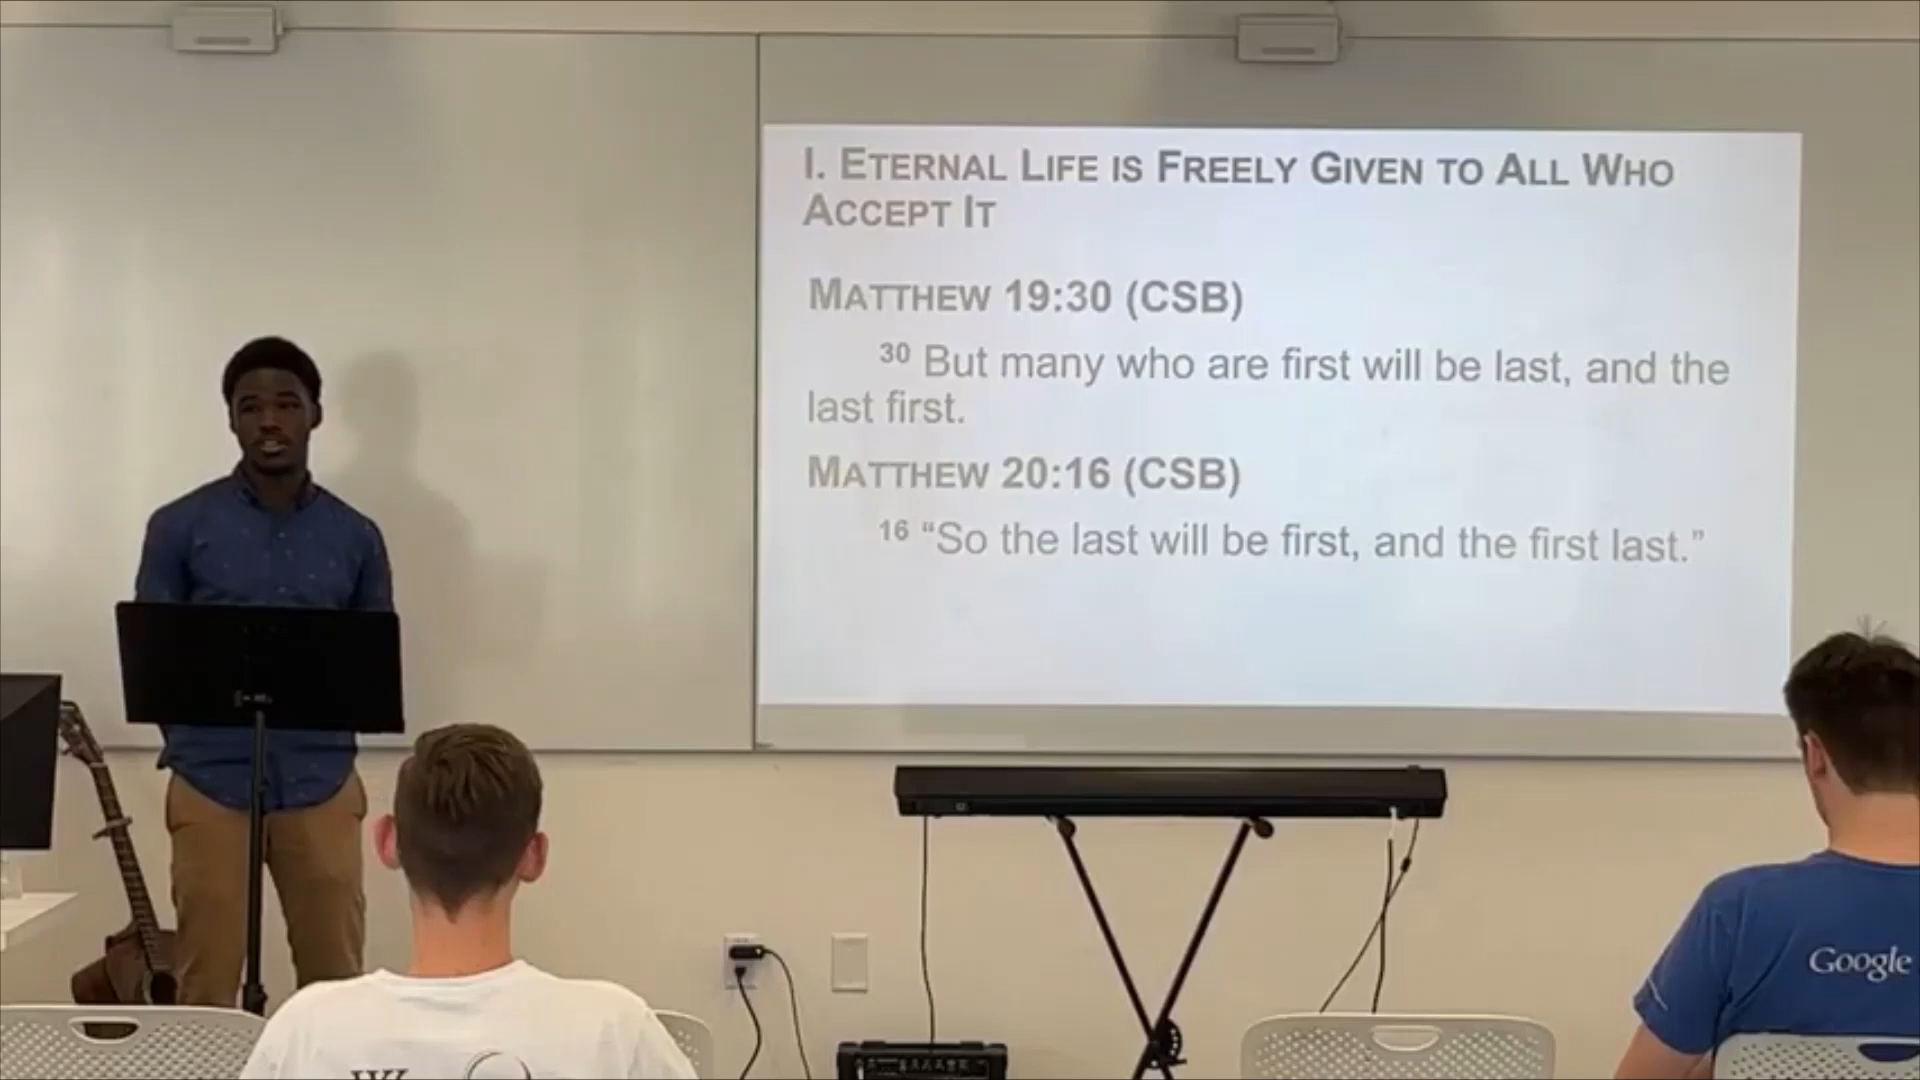 I. ETERNAL LIFE IS FREELY GIVEN TO ALL WHO
ACCEPT IT
MATTHEW 19:30 (CSB)
30 But many who are first will be last, and the
last first.
MATTHEW 20:16 (CSB)
16 “So the last will be first, and the first last.”
Google